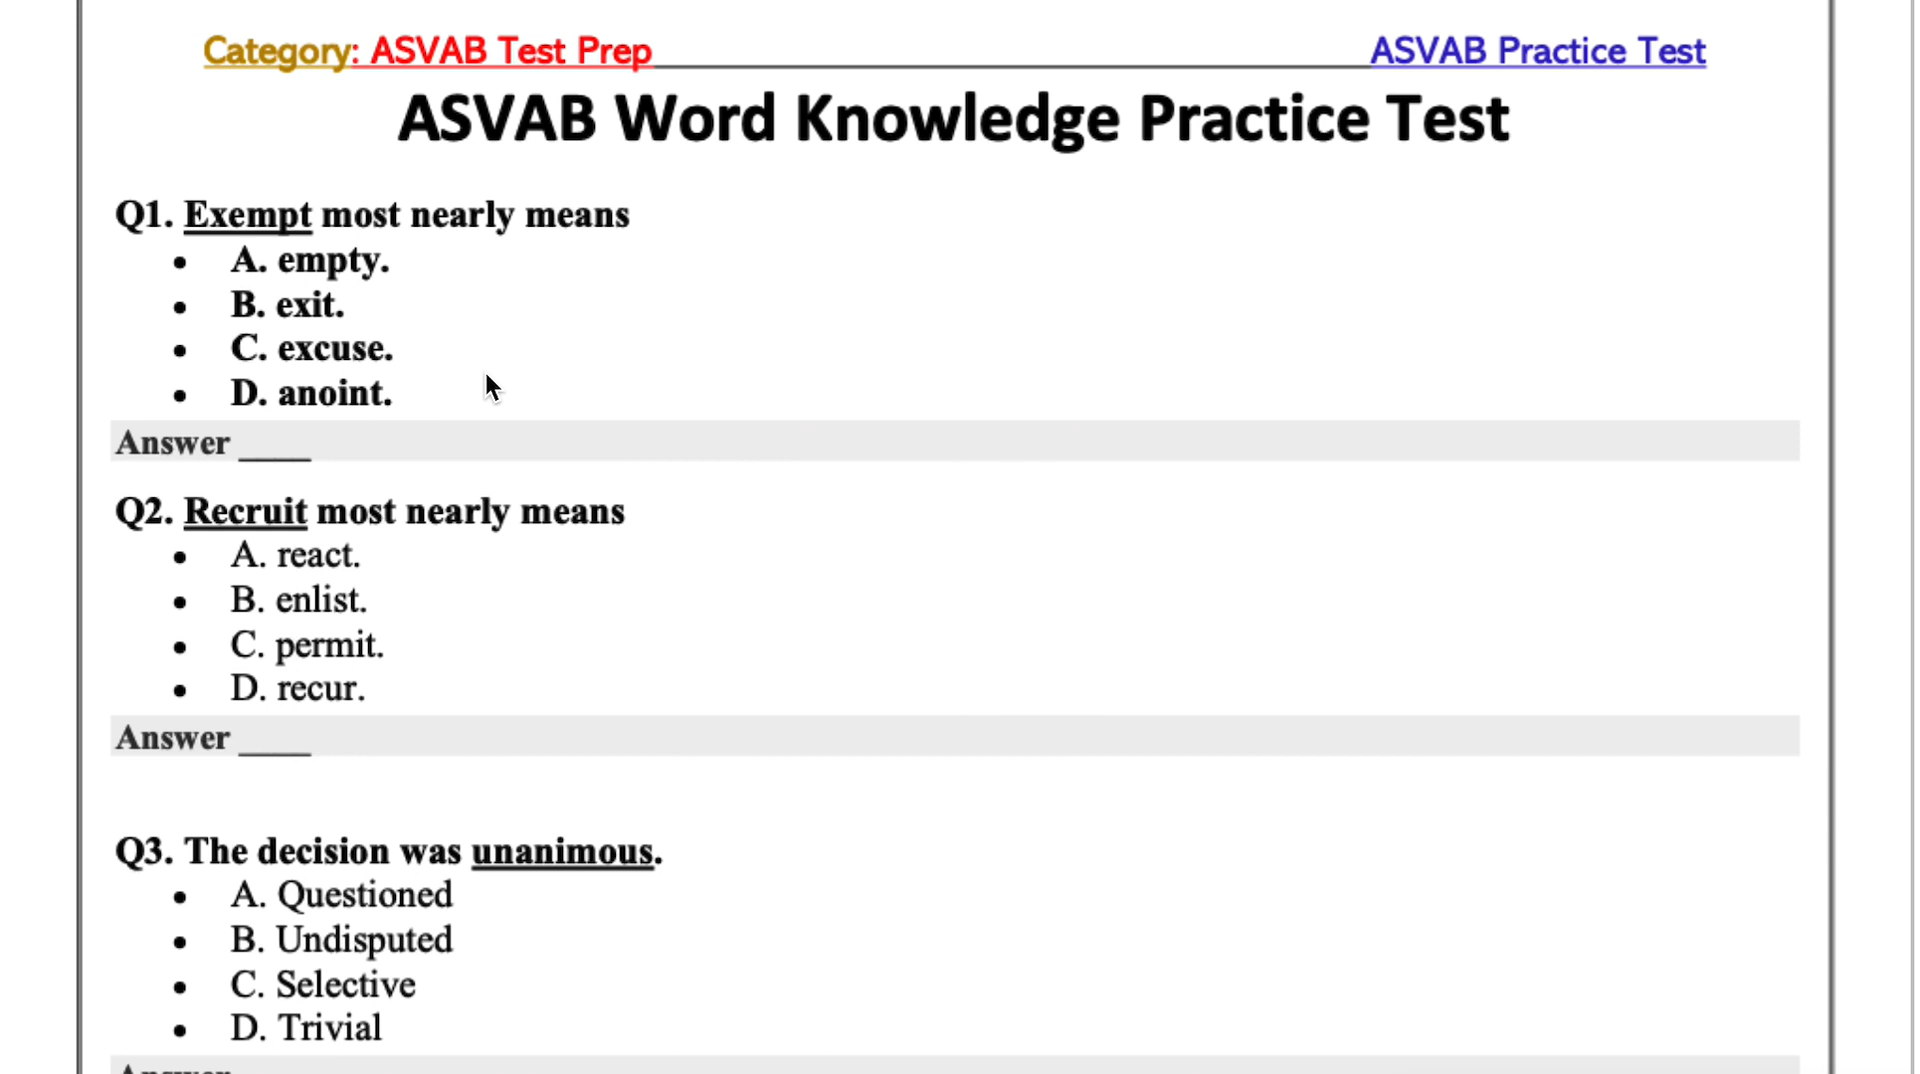 Category: ASVAB Test Prep ASVAB Practice Test
ASVAB Word Knowledge Practice Test
Q1. Exempt most nearly means
• A. empty.
• B. exit.
• C. excuse.
• D. anoint.
Answer ____
Q2. Recruit most nearly means
• A. react.
• B. enlist.
• C. permit.
• D. recur.
Answer ____
Q3. The decision was unanimous.
• A. Questioned
• B. Undisputed
• C. Selective
• D. Trivial